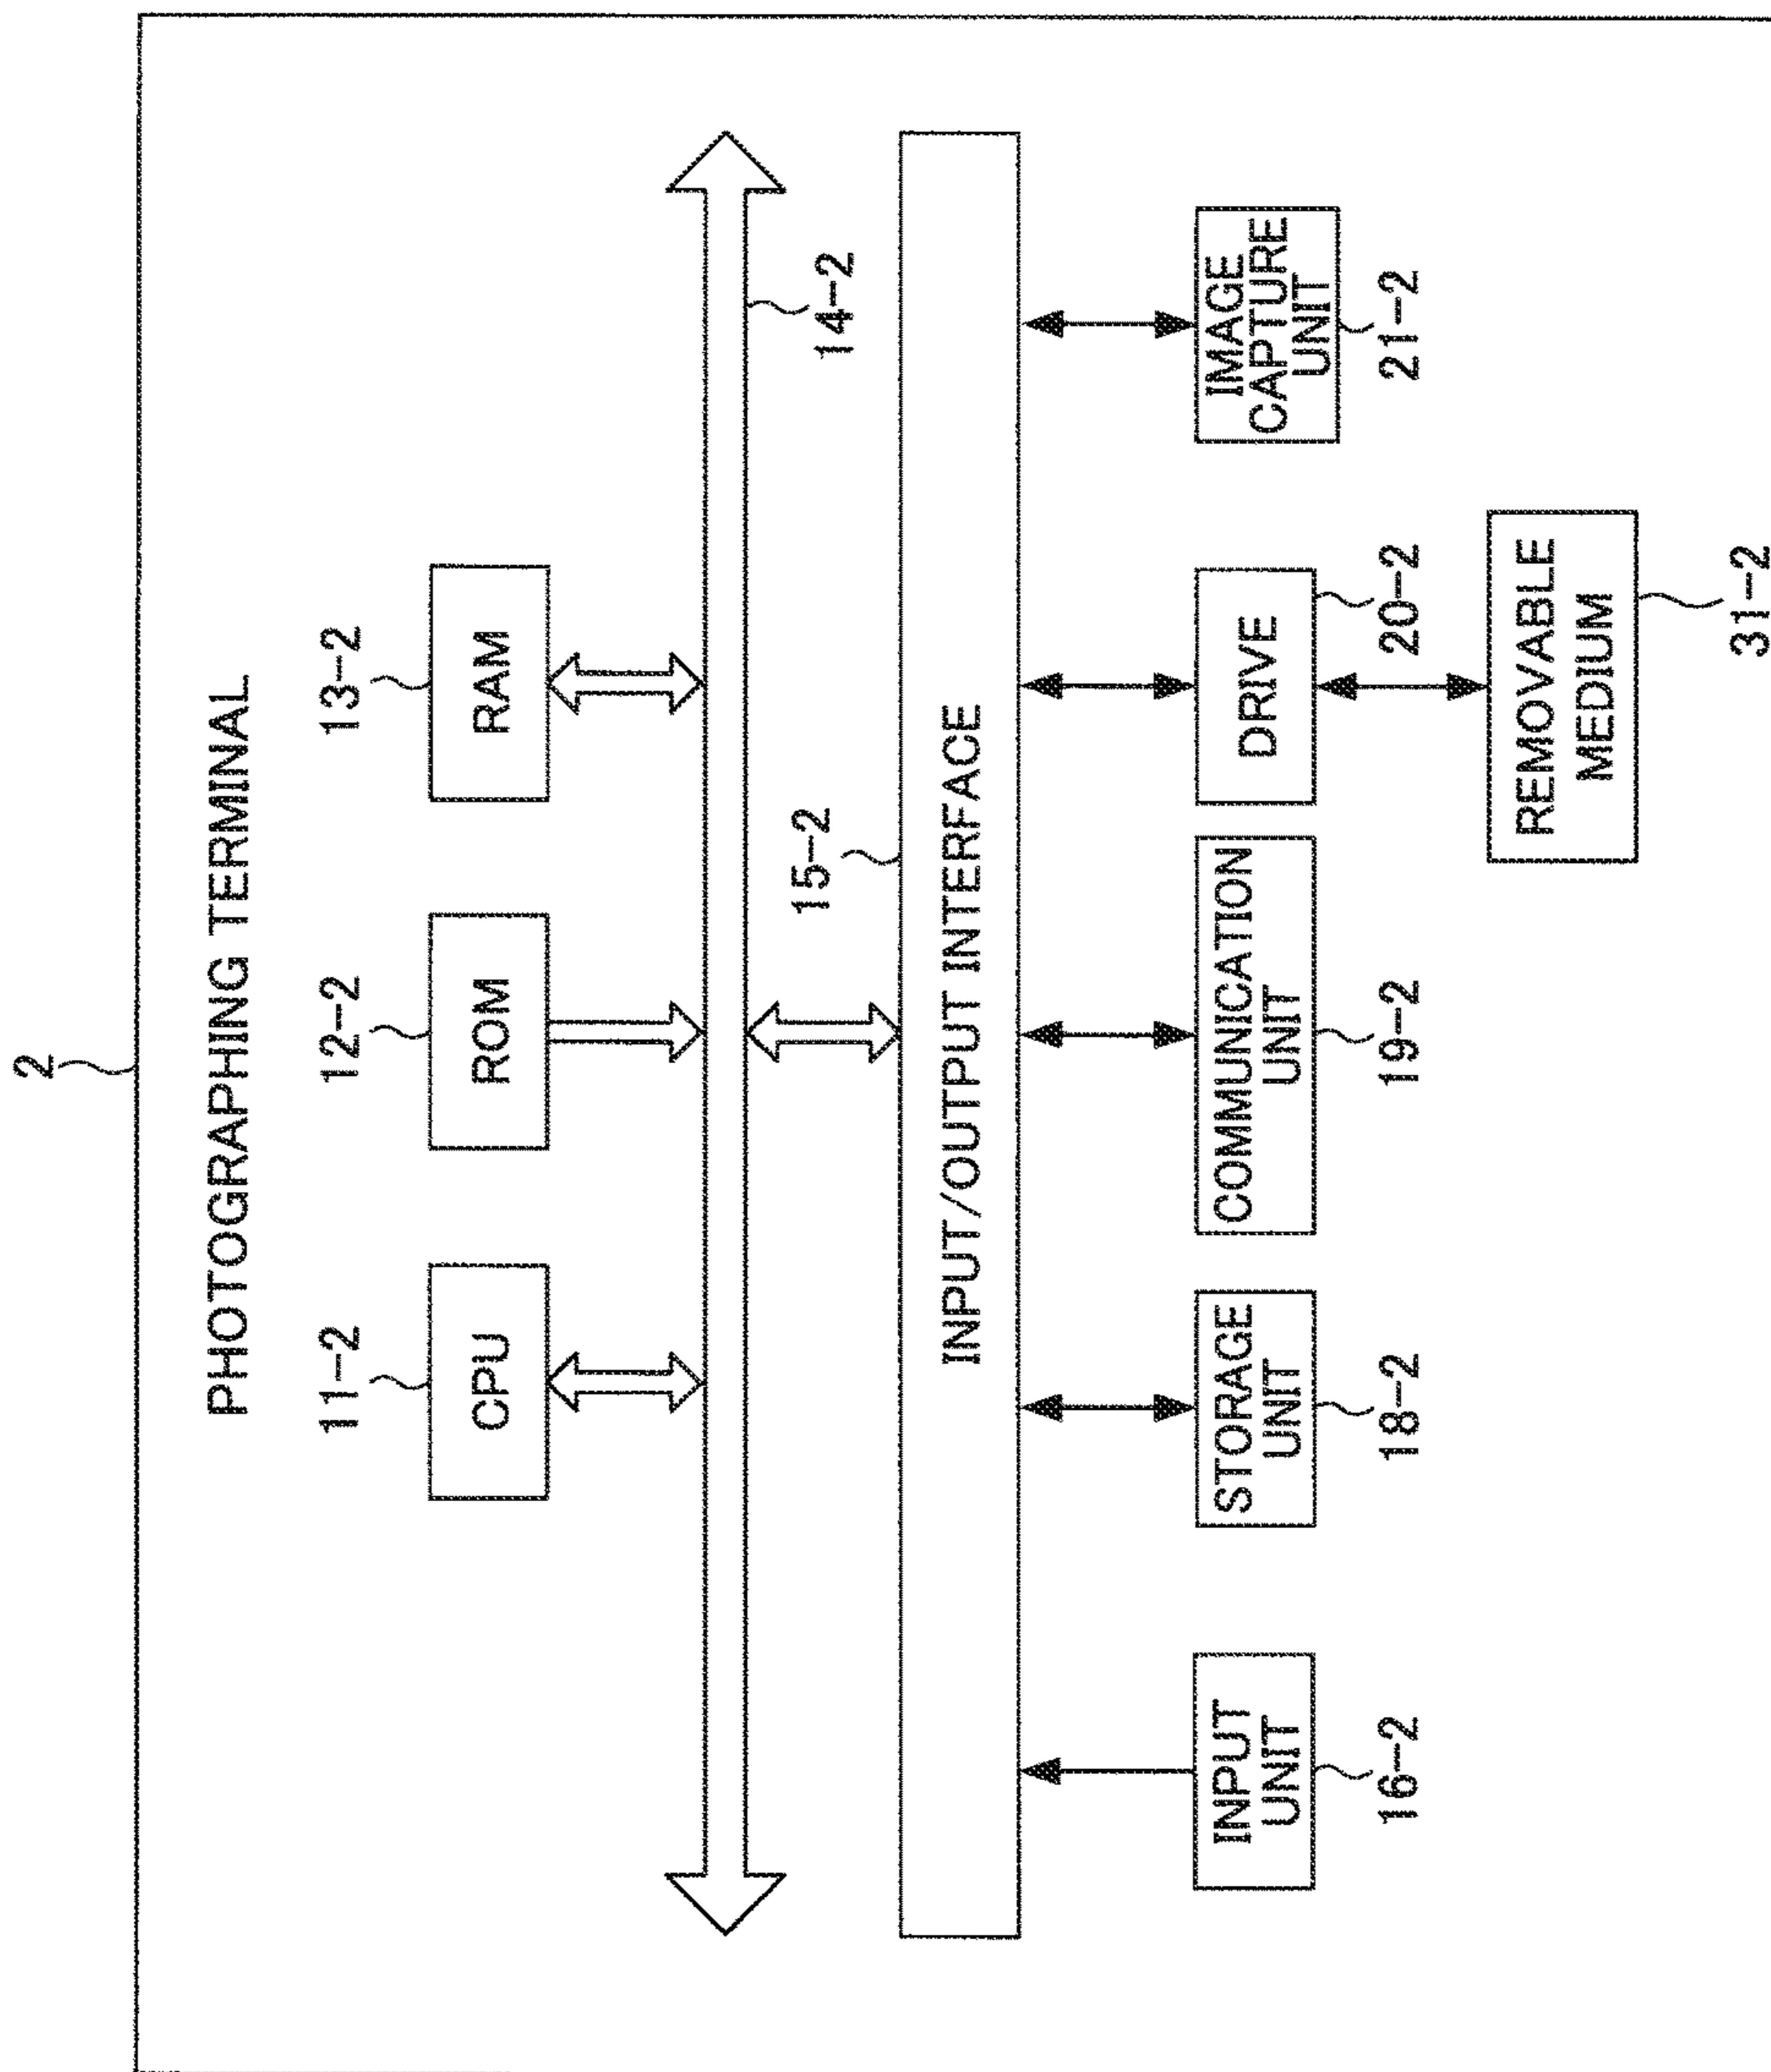 2
PHOTOGRAPHING TERMINAL
11-2
12-2
13-2
CPU
ROM
RAM
14-2
15-2
INPUT/OUTPUT INTERFACE
INPUT
UNIT
STORAGE
UNIT
COMMUNICATION
UNIT
DRIVE
IMAGE
CAPTURE
UNIT
16-2
18-2
19-2
20-2
21-2
REMOVABLE
MEDIUM
31-2